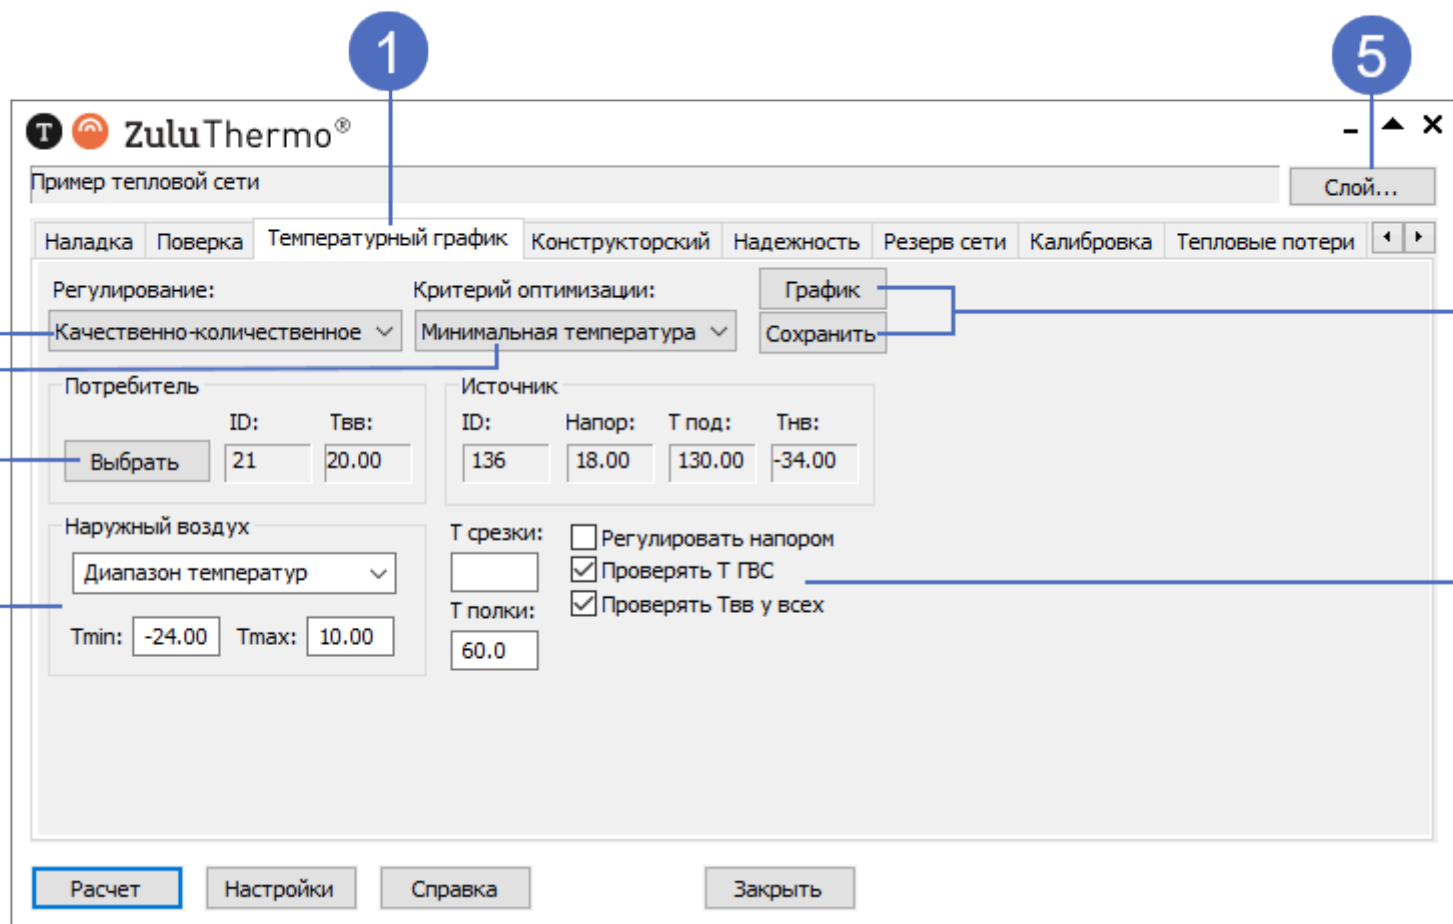 1
5
T ZuluThermo®
Пример тепловой сети
Слой...
Наладка Поверка Температурный график Конструкторский Надежность Резерв сети Калибровка Тепловые потери
Регулирование: Критерий оптимизации: График
Качественно-количественное Минимальная температура Сохранить
Потребитель Источник
ID: Твв: ID: Напор: Т под: Тнв:
Выбрать 21 20.00 136 18.00 130.00 -34.00
Наружный воздух Т срезки: Регулировать напором
Диапазон температур Проверять Т ГВС
Т полки: Проверять Твв у всех
Tmin: -24.00 Tmax: 10.00 60.0
Расчет Настройки Справка Закрыть